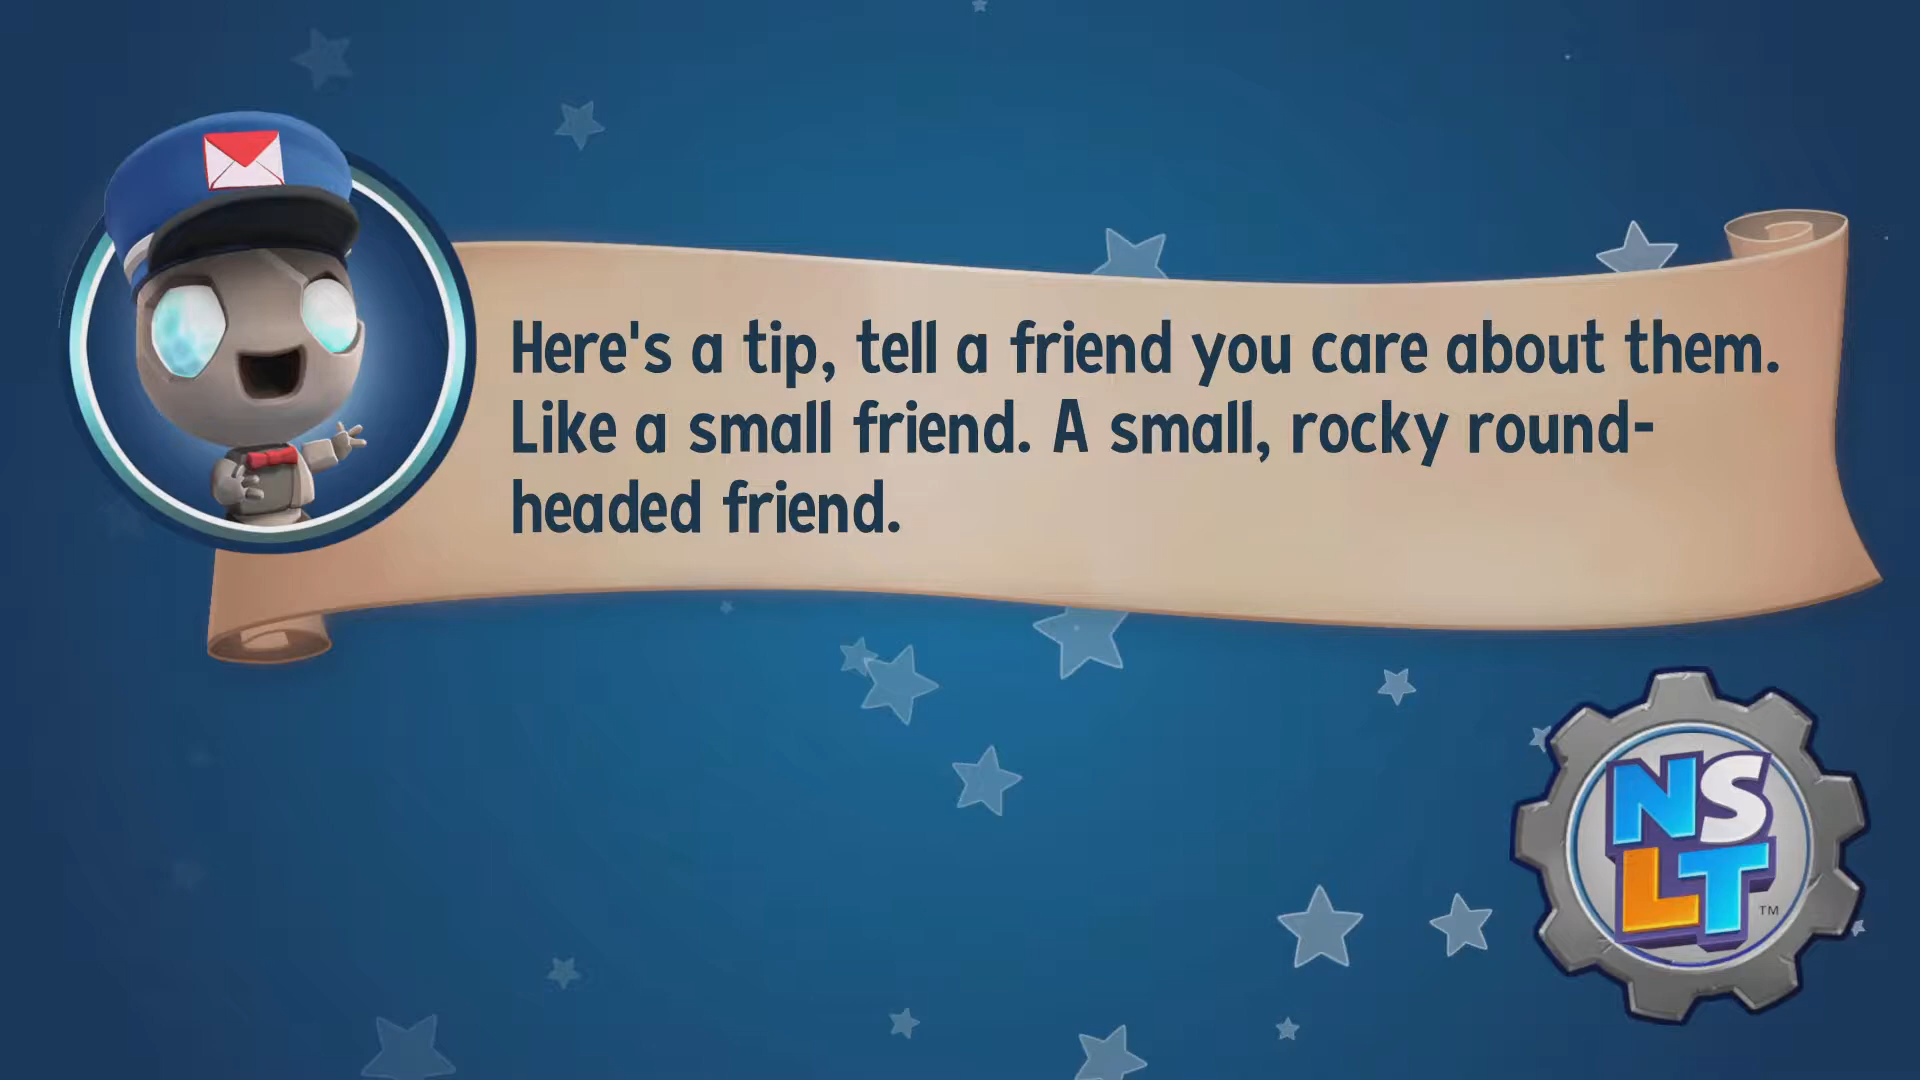 Here's a tip, tell a friend you care about them.
Like a small friend. A small, rocky round-
headed friend.
NS
LT
TM